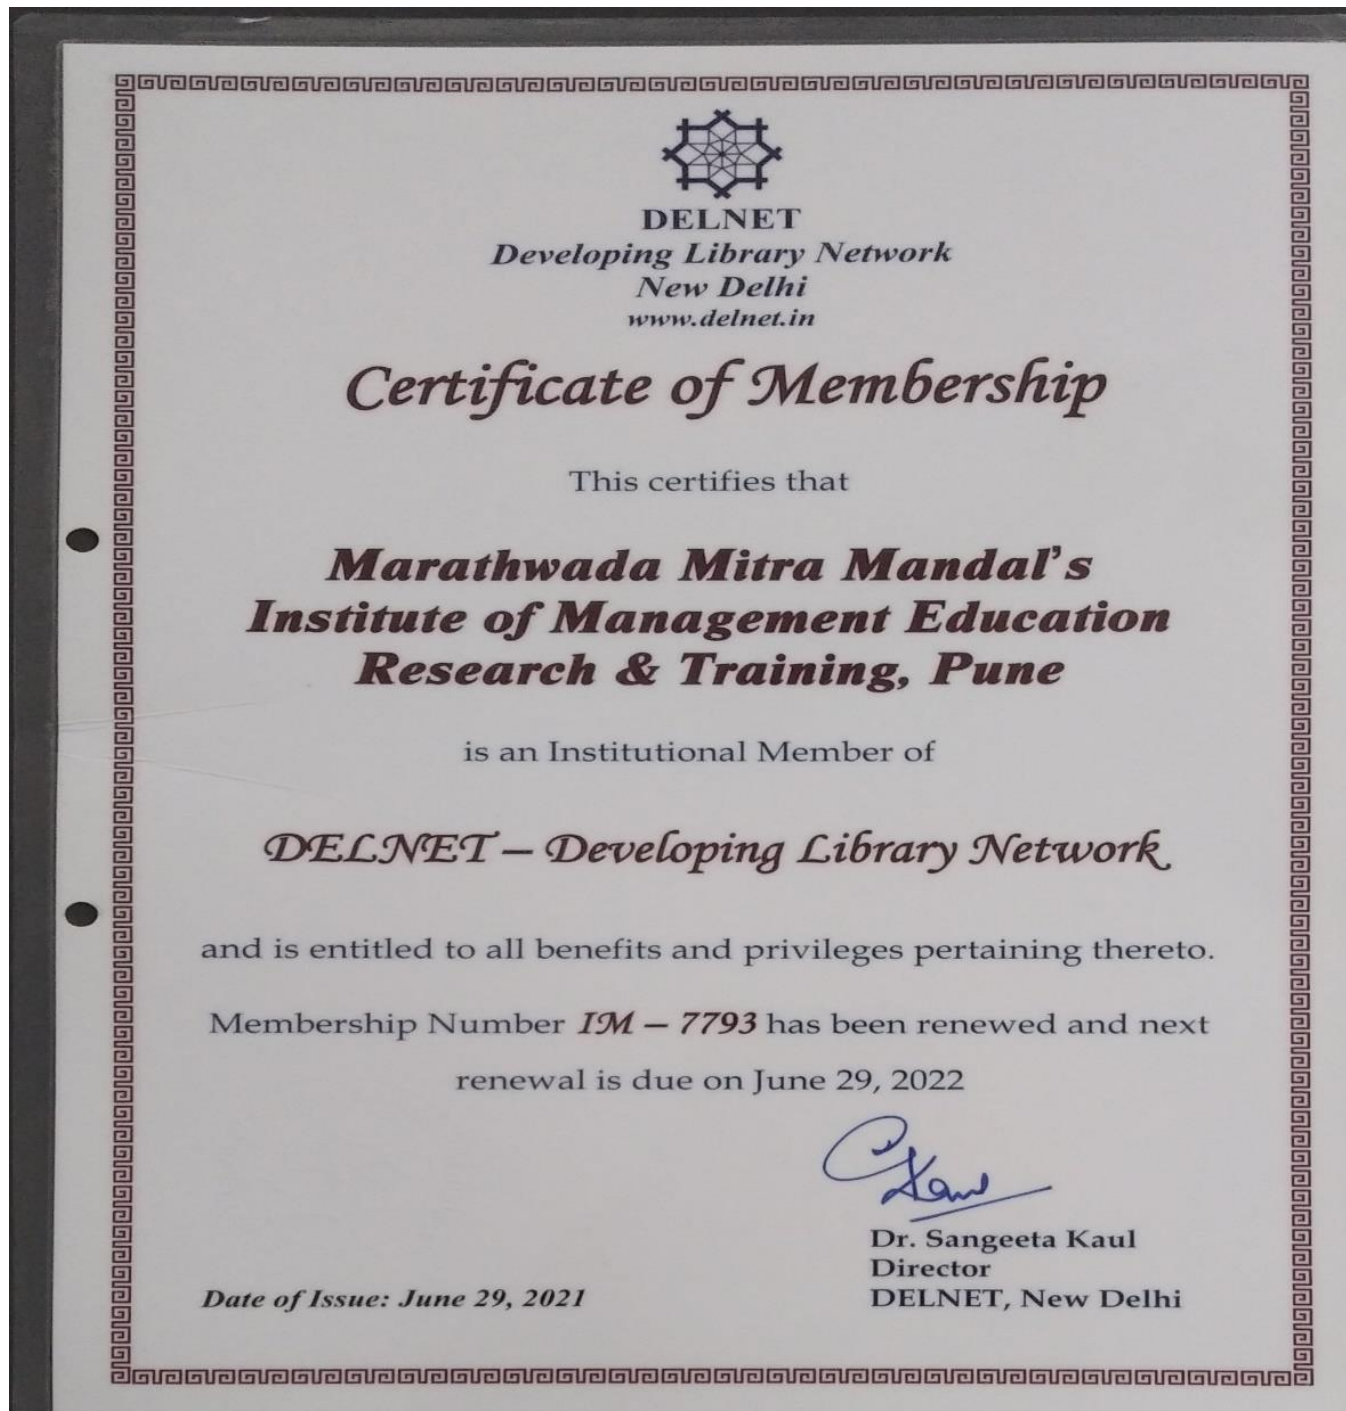 DELNET
Developing Library Network
New Delhi
www.delnet.in
Certificate of Membership
This certifies that
Marathwada Mitra Mandal's
Institute of Management Education
Research & Training, Pune
is an Institutional Member of
DELNET – Developing Library Network
and is entitled to all benefits and privileges pertaining thereto.
Membership Number IM – 7793 has been renewed and next
renewal is due on June 29, 2022
Kaul
Dr. Sangeeta Kaul
Director
Date of Issue: June 29, 2021 DELNET, New Delhi